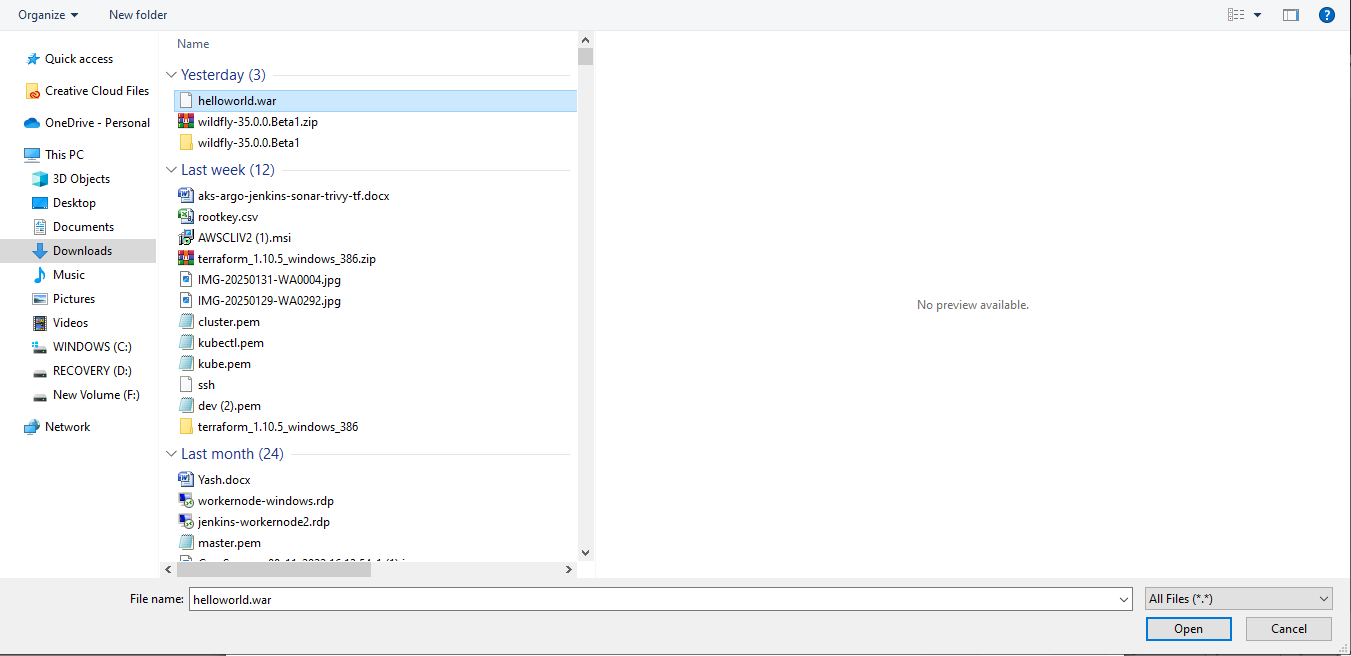 Organize
New folder
Quick access
Creative Cloud Files
OneDrive - Personal
This PC
3D Objects
Desktop
Documents
Downloads
Music
Pictures
Videos
WINDOWS (C:)
RECOVERY (D:)
New Volume (F:)
Network
Name
Yesterday (3)
helloworld.war
wildfly-35.0.0.Beta1.zip
wildfly-35.0.0.Beta1
Last week (12)
aks-argo-jenkins-sonar-trivy-tf.docx
rootkey.csv
AWSCLIV2 (1).msi
terraform_1.10.5_windows_386.zip
IMG-20250131-WA0004.jpg
IMG-20250129-WA0292.jpg
cluster.pem
kubectl.pem
kube.pem
ssh
dev (2).pem
terraform_1.10.5_windows_386
Last month (24)
Yash.docx
workernode-windows.rdp
jenkins-workernode2.rdp
master.pem
No preview available.
File name: helloworld.war
All Files (*.*)
Open
Cancel